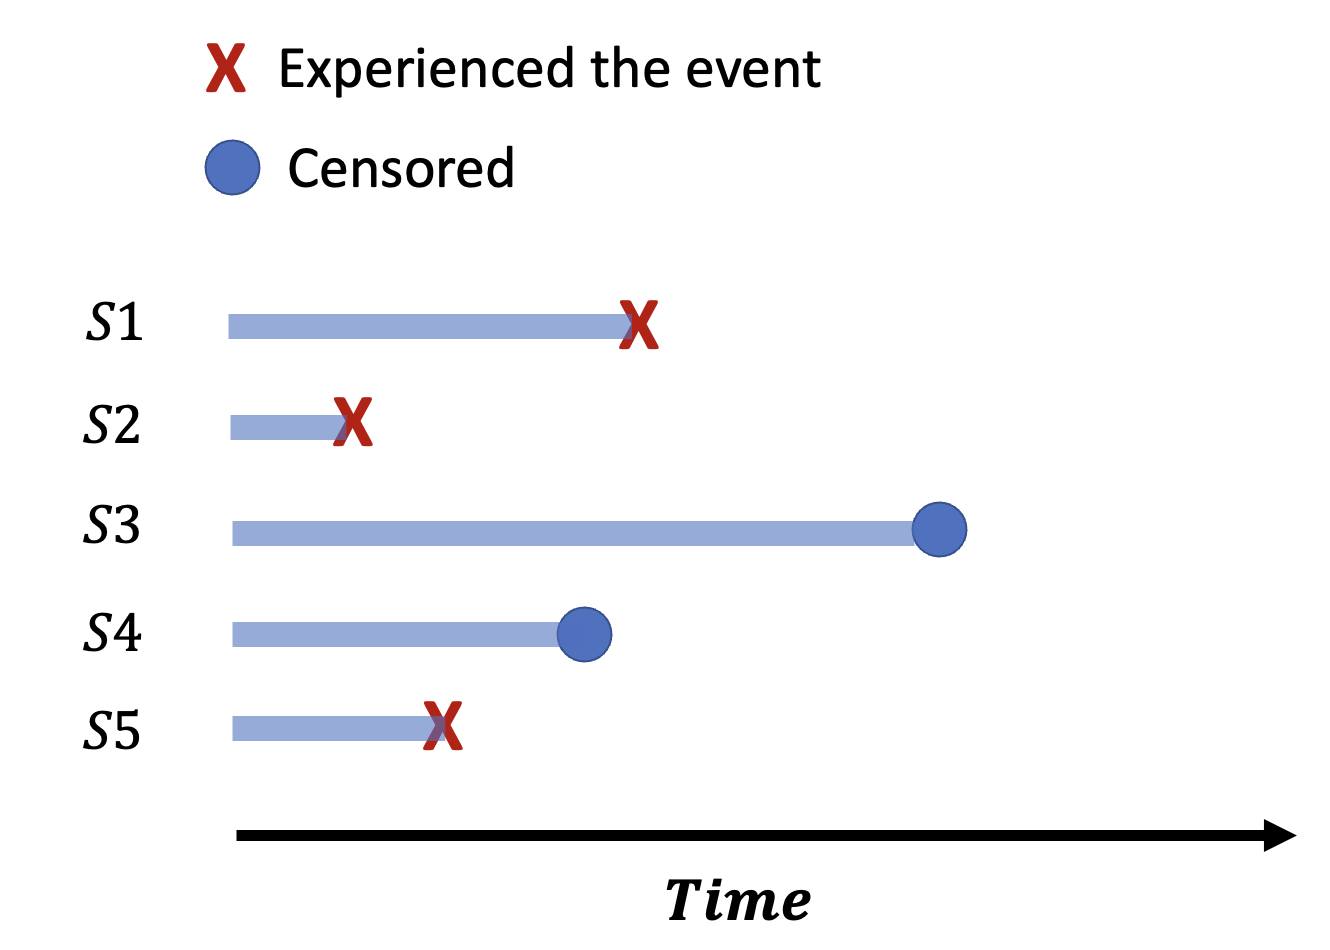 X Experienced the event
Censored
S1
X
S2
X
S3
S4
S5
X
Time